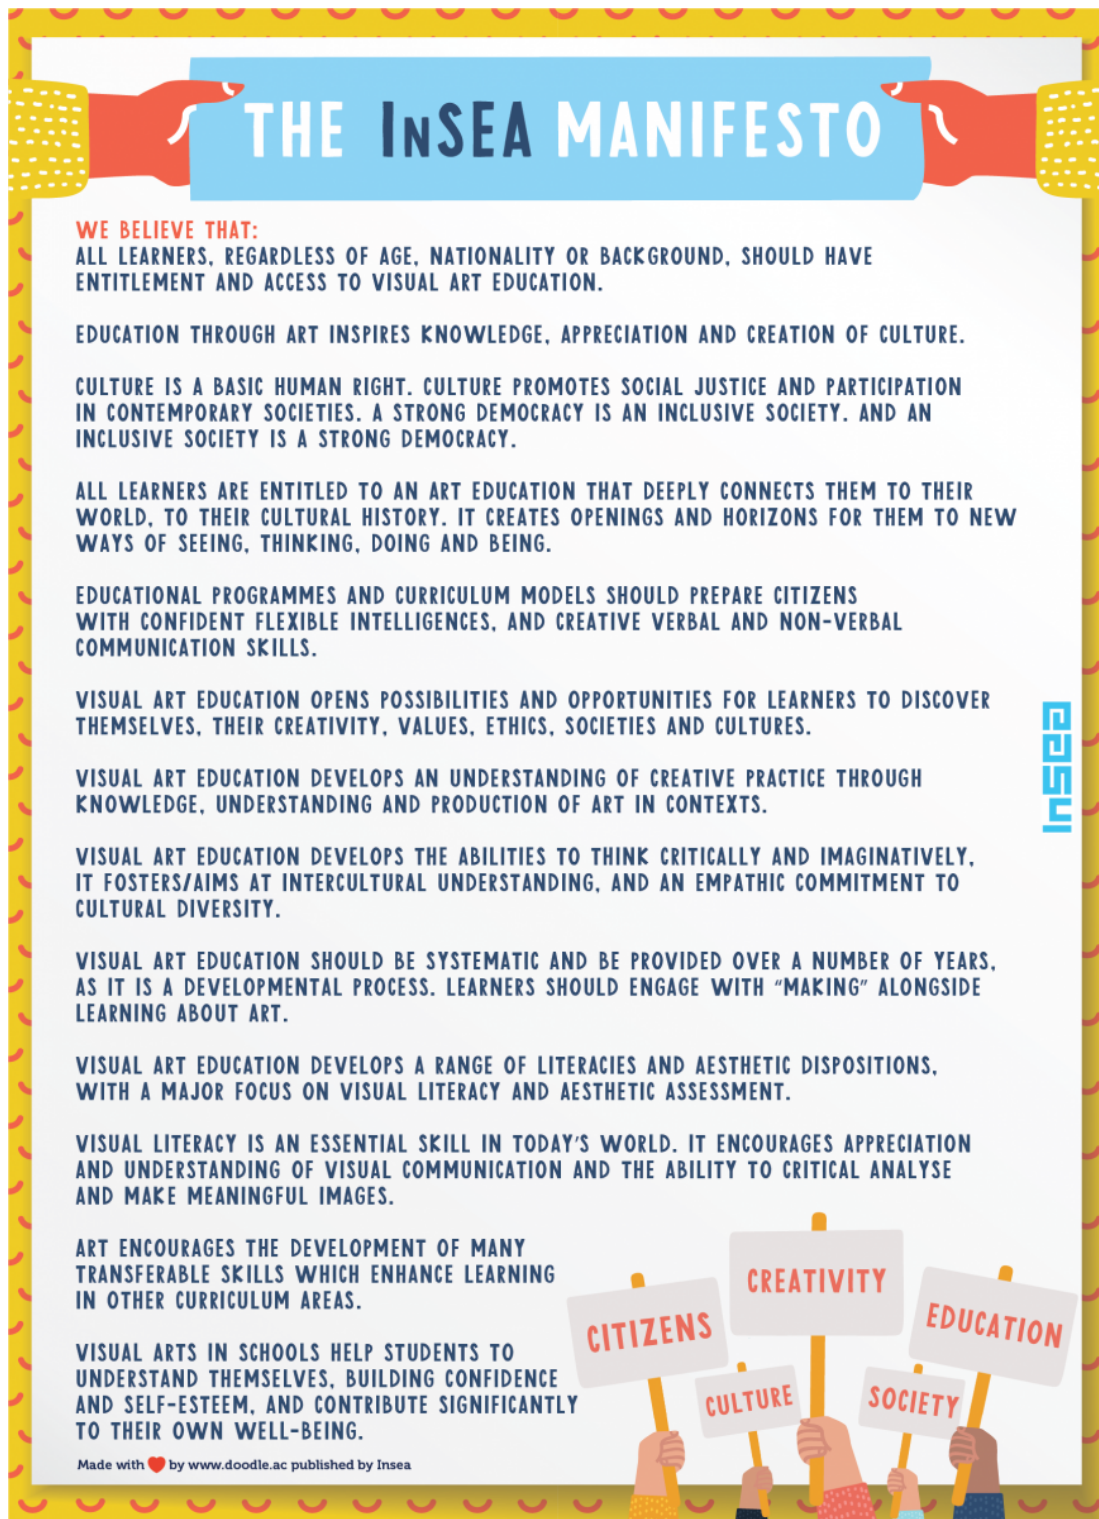 THE InSEA MANIFESTO
WE BELIEVE THAT:
ALL LEARNERS, REGARDLESS OF AGE, NATIONALITY OR BACKGROUND, SHOULD HAVE
ENTITLEMENT AND ACCESS TO VISUAL ART EDUCATION.
EDUCATION THROUGH ART INSPIRES KNOWLEDGE, APPRECIATION AND CREATION OF CULTURE.
CULTURE IS A BASIC HUMAN RIGHT. CULTURE PROMOTES SOCIAL JUSTICE AND PARTICIPATION
IN CONTEMPORARY SOCIETIES. A STRONG DEMOCRACY IS AN INCLUSIVE SOCIETY. AND AN
INCLUSIVE SOCIETY IS A STRONG DEMOCRACY.
ALL LEARNERS ARE ENTITLED TO AN ART EDUCATION THAT DEEPLY CONNECTS THEM TO THEIR
WORLD, TO THEIR CULTURAL HISTORY. IT CREATES OPENINGS AND HORIZONS FOR THEM TO NEW
WAYS OF SEEING, THINKING, DOING AND BEING.
EDUCATIONAL PROGRAMMES AND CURRICULUM MODELS SHOULD PREPARE CITIZENS
WITH CONFIDENT FLEXIBLE INTELLIGENCES, AND CREATIVE VERBAL AND NON-VERBAL
COMMUNICATION SKILLS.
VISUAL ART EDUCATION OPENS POSSIBILITIES AND OPPORTUNITIES FOR LEARNERS TO DISCOVER
THEMSELVES, THEIR CREATIVITY, VALUES, ETHICS, SOCIETIES AND CULTURES.
VISUAL ART EDUCATION DEVELOPS AN UNDERSTANDING OF CREATIVE PRACTICE THROUGH
KNOWLEDGE, UNDERSTANDING AND PRODUCTION OF ART IN CONTEXTS.
VISUAL ART EDUCATION DEVELOPS THE ABILITIES TO THINK CRITICALLY AND IMAGINATIVELY,
IT FOSTERS/AIMS AT INTERCULTURAL UNDERSTANDING, AND AN EMPATHIC COMMITMENT TO
CULTURAL DIVERSITY.
VISUAL ART EDUCATION SHOULD BE SYSTEMATIC AND BE PROVIDED OVER A NUMBER OF YEARS,
AS IT IS A DEVELOPMENTAL PROCESS. LEARNERS SHOULD ENGAGE WITH “MAKING” ALONGSIDE
LEARNING ABOUT ART.
VISUAL ART EDUCATION DEVELOPS A RANGE OF LITERACIES AND AESTHETIC DISPOSITIONS,
WITH A MAJOR FOCUS ON VISUAL LITERACY AND AESTHETIC ASSESSMENT.
VISUAL LITERACY IS AN ESSENTIAL SKILL IN TODAY'S WORLD. IT ENCOURAGES APPRECIATION
AND UNDERSTANDING OF VISUAL COMMUNICATION AND THE ABILITY TO CRITICAL ANALYSE
AND MAKE MEANINGFUL IMAGES.
ART ENCOURAGES THE DEVELOPMENT OF MANY
TRANSFERABLE SKILLS WHICH ENHANCE LEARNING
IN OTHER CURRICULUM AREAS.
VISUAL ARTS IN SCHOOLS HELP STUDENTS TO
UNDERSTAND THEMSELVES, BUILDING CONFIDENCE
AND SELF-ESTEEM, AND CONTRIBUTE SIGNIFICANTLY
TO THEIR OWN WELL-BEING.
Made with ❤ by www.doodle.ac published by Insea
InSea
CITIZENS
CREATIVITY
EDUCATION
CULTURE
SOCIETY